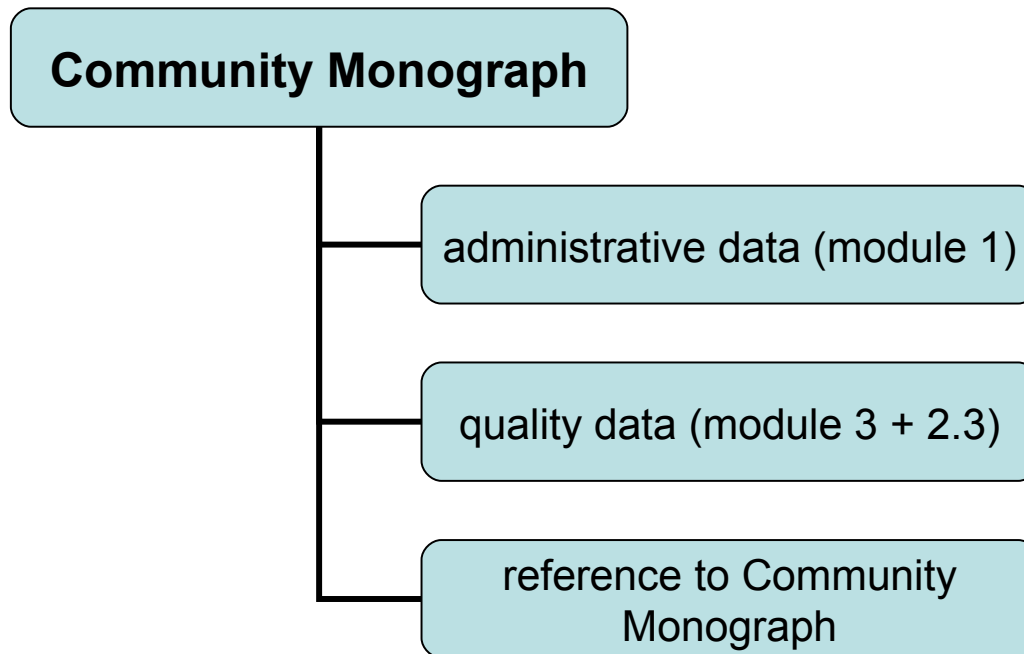 Community Monograph
administrative data (module 1)
quality data (module 3 + 2.3)
reference to Community
Monograph